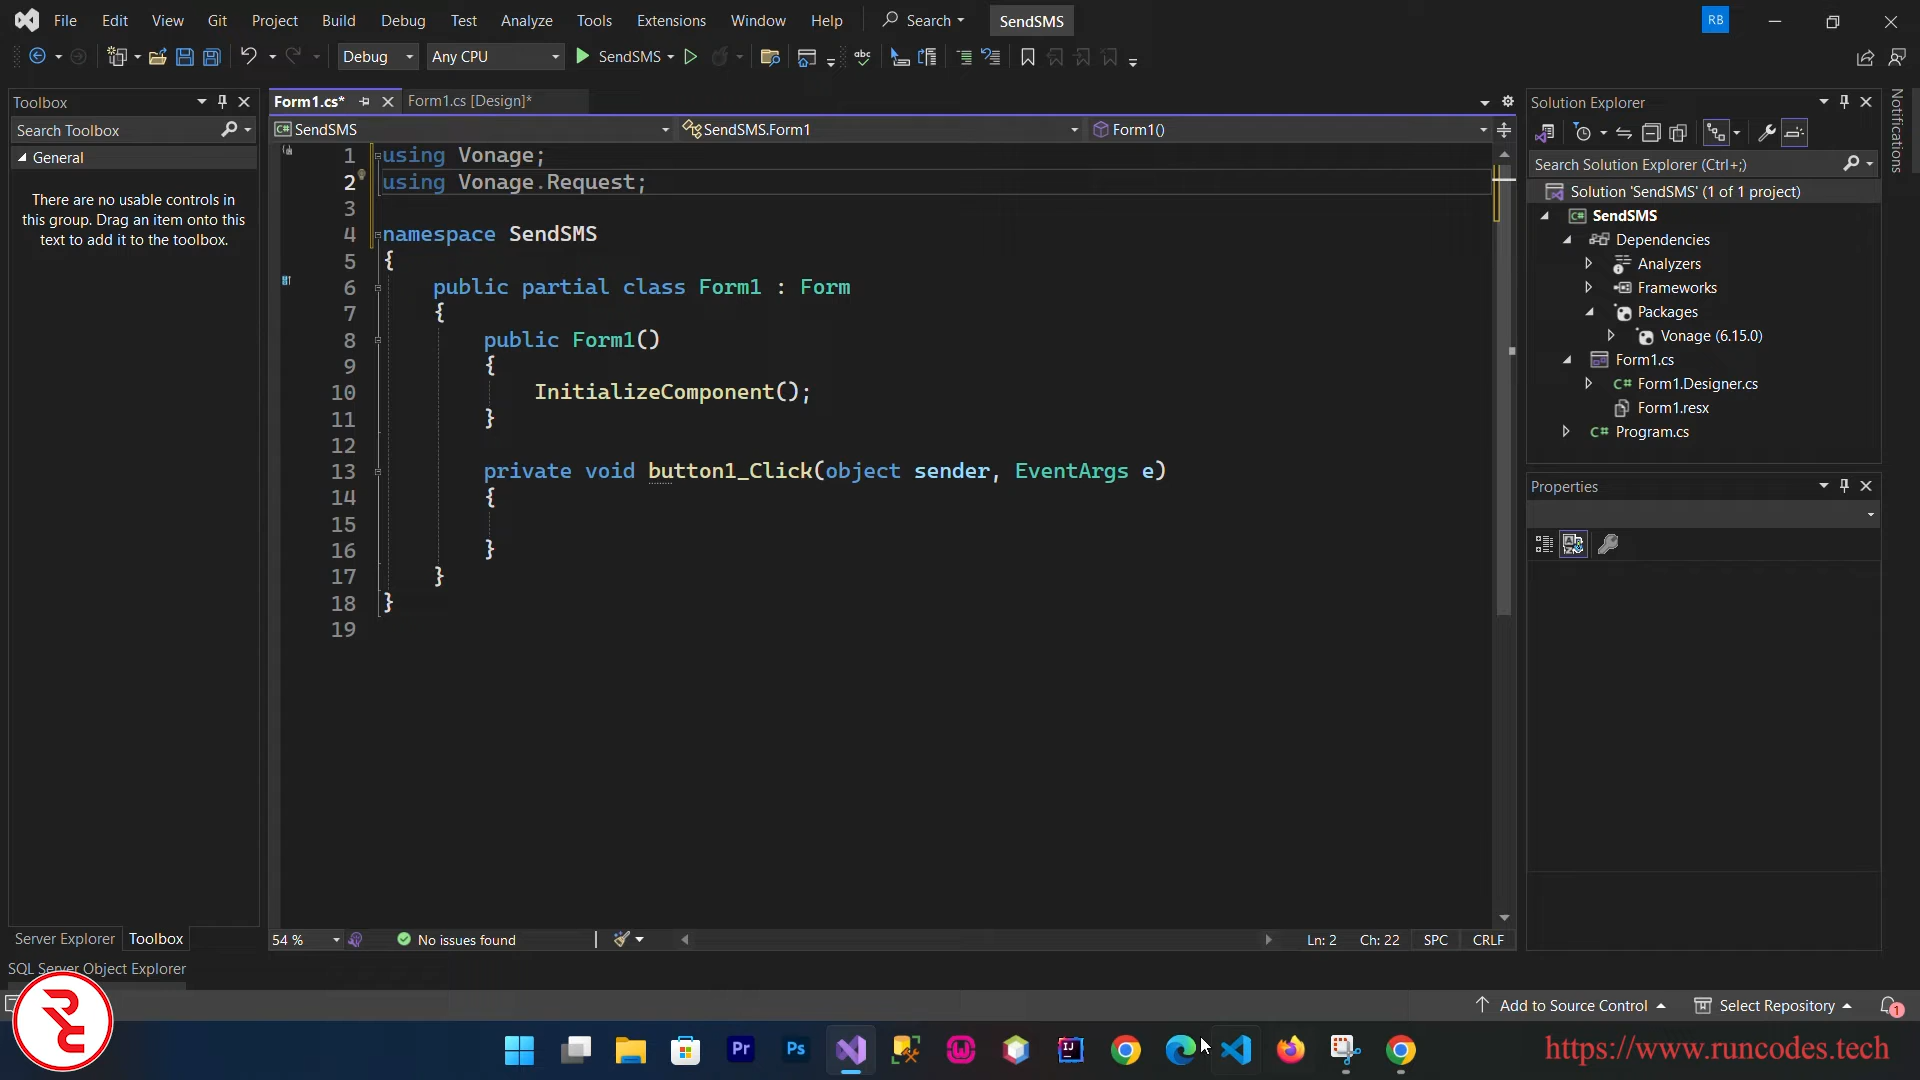 File Edit View Git Project Build Debug Test Analyze Tools Extensions Window Help Search SendSMS RB
Debug Any CPU SendSMS
Toolbox
Search Toolbox
General
There are no usable controls in
this group. Drag an item onto this
text to add it to the toolbox.
Server Explorer Toolbox
SQL Server Object Explorer
Form1.cs* Form1.cs [Design]*
C# SendSMS SendSMS.Form1 Form1()
1 using Vonage;
2 using Vonage.Request;
3
4 namespace SendSMS
5 {
6 public partial class Form1 : Form
7 {
8 public Form1()
9 {
10 InitializeComponent();
11 }
12
13 private void button1_Click(object sender, EventArgs e)
14 {
15
16 }
17 }
18 }
19
54 % No issues found Ln: 2 Ch: 22 SPC CRLF
Solution Explorer
Search Solution Explorer (Ctrl+;)
Solution 'SendSMS' (1 of 1 project)
C# SendSMS
Dependencies
Analyzers
Frameworks
Packages
Vonage (6.15.0)
Form1.cs
C# Form1.Designer.cs
Form1.resx
C# Program.cs
Properties
Notifications
Add to Source Control Select Repository 1
Pr Ps IJ
https://www.runcodes.tech